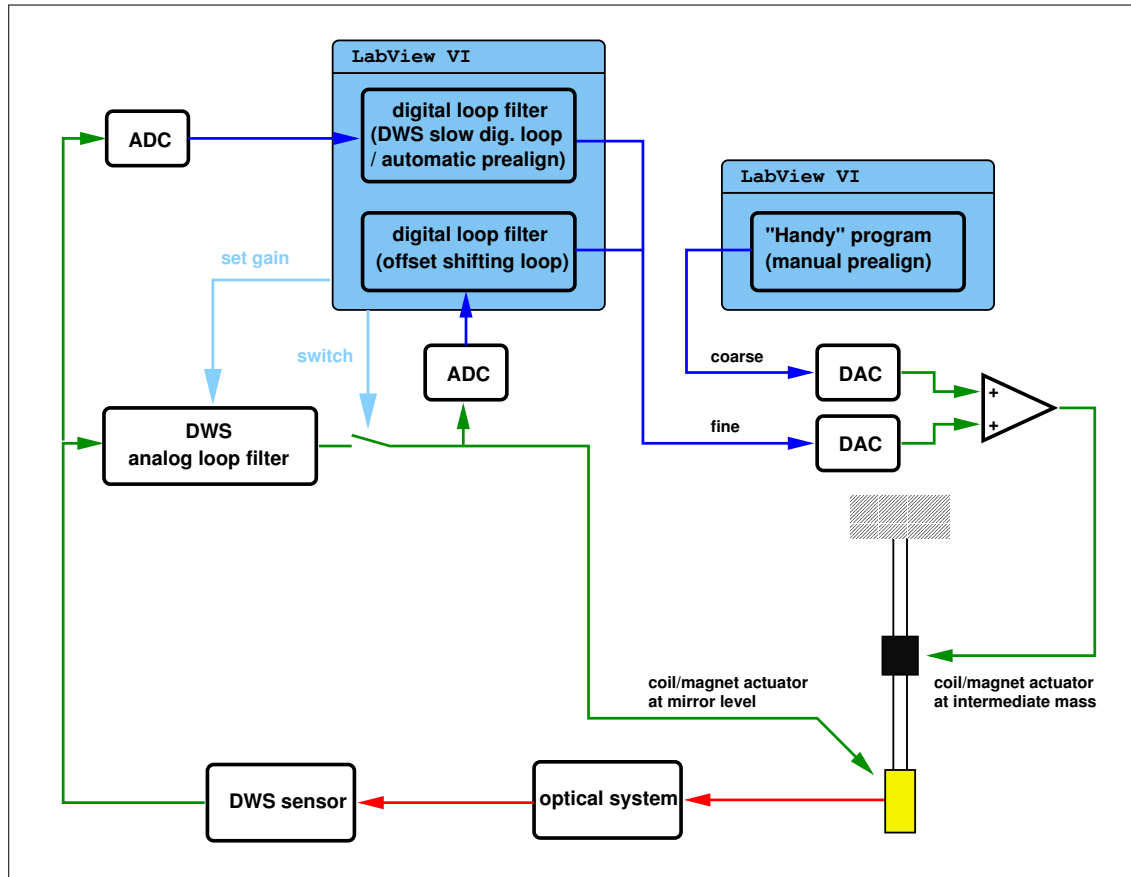 LabView VI
digital loop filter
(DWS slow dig. loop
/ automatic prealign)
ADC
LabView VI
digital loop filter
(offset shifting loop)
"Handy" program
(manual prealign)
set gain
switch
ADC
coarse
DAC
+
+
fine
DAC
DWS
analog loop filter
coil/magnet actuator
at mirror level
coil/magnet actuator
at intermediate mass
DWS sensor
optical system